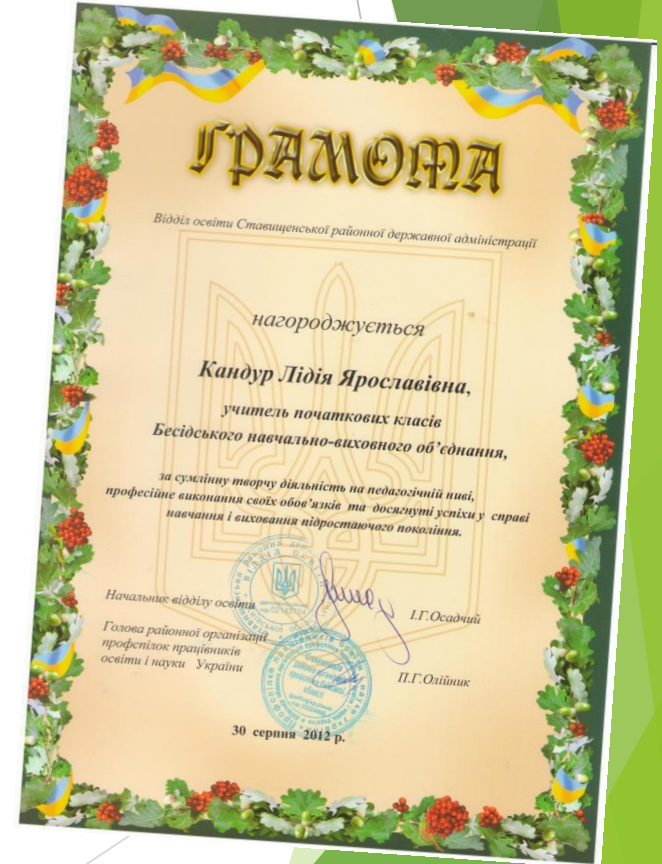 ГРАМОТА
Відділ освіти Ставищенської районної державної адміністрації
нагороджується
Кандур Лідія Ярославівна,
учитель початкових класів
Бесідського навчально-виховного об’єднання,
за сумлінну творчу діяльність на педагогічній ниві,
професійне виконання своїх обов’язків та досягнуті успіхи у справі
навчання і виховання підростаючого покоління.
Начальник відділу освіти
І.Г.Осадчий
Голова районної організації
профспілок працівників
освіти і науки України
П.Г.Олійник
30 серпня 2012 р.